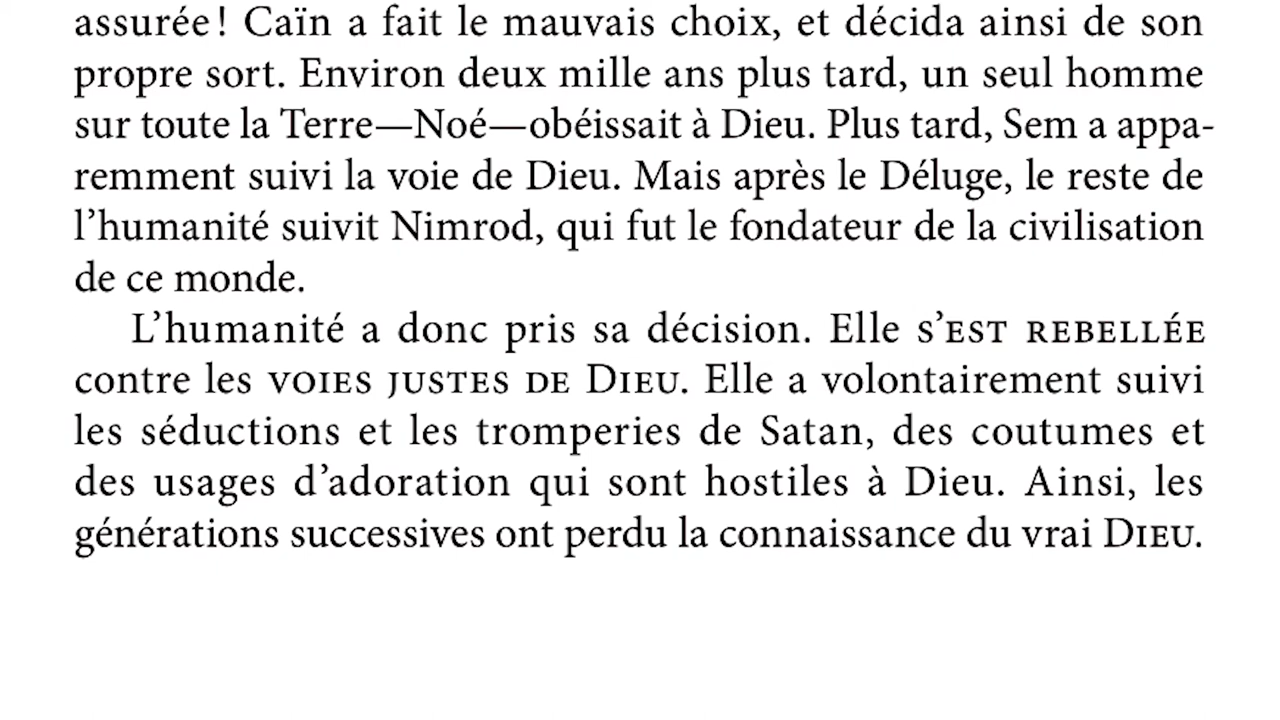 assurée ! Caïn a fait le mauvais choix, et décida ainsi de son
propre sort. Environ deux mille ans plus tard, un seul homme
sur toute la Terre—Noé—obéissait à Dieu. Plus tard, Sem a appa-
remment suivi la voie de Dieu. Mais après le Déluge, le reste de
l’humanité suivit Nimrod, qui fut le fondateur de la civilisation
de ce monde.
L’humanité a donc pris sa décision. Elle S’EST REBELLÉE
contre les VOIES JUSTES DE DIEU. Elle a volontairement suivi
les séductions et les tromperies de Satan, des coutumes et
des usages d’adoration qui sont hostiles à Dieu. Ainsi, les
générations successives ont perdu la connaissance du vrai DIEU.